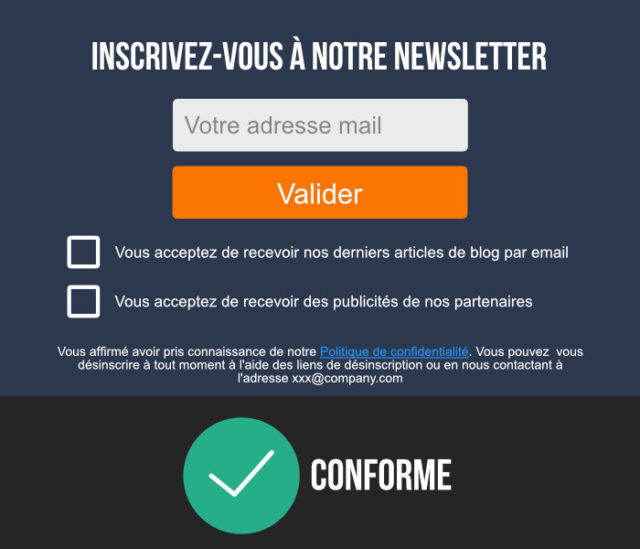 INSCRIVEZ-VOUS À NOTRE NEWSLETTER
Votre adresse mail
Valider
Vous acceptez de recevoir nos derniers articles de blog par email
Vous acceptez de recevoir des publicités de nos partenaires
Vous affirmé avoir pris connaissance de notre Politique de confidentialité. Vous pouvez vous
désinscrire à tout moment à l'aide des liens de désinscription ou en nous contactant à
l'adresse xxx@company.com
CONFORME